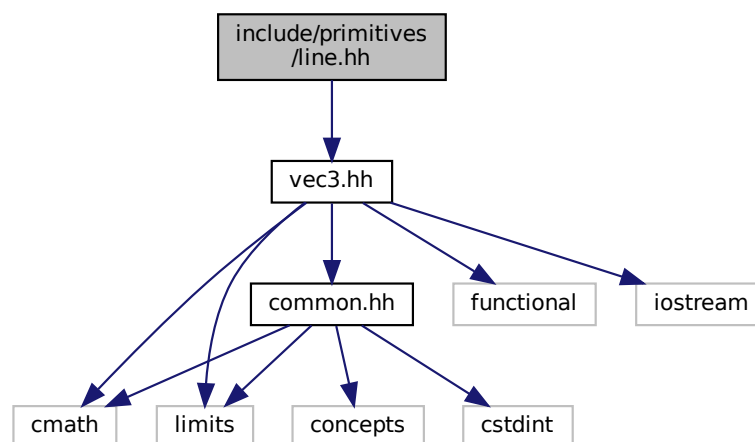 include/primitives
/line.hh
vec3.hh
common.hh
functional
iostream
cmath
limits
concepts
cstdint